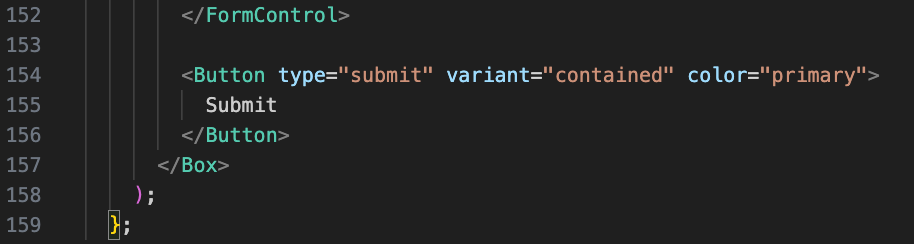 152 </FormControl>
153
154 <Button type="submit" variant="contained" color="primary">
155 Submit
156 </Button>
157 </Box>
158 );
159 };